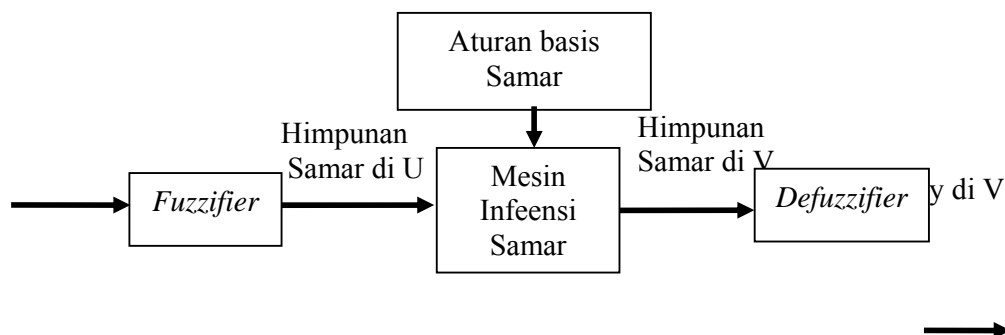 Aturan basis
Samar
Himpunan
Samar di U
Himpunan
Samar di V
Fuzzifier
Mesin
Infeensi
Samar
Defuzzifier
y di V